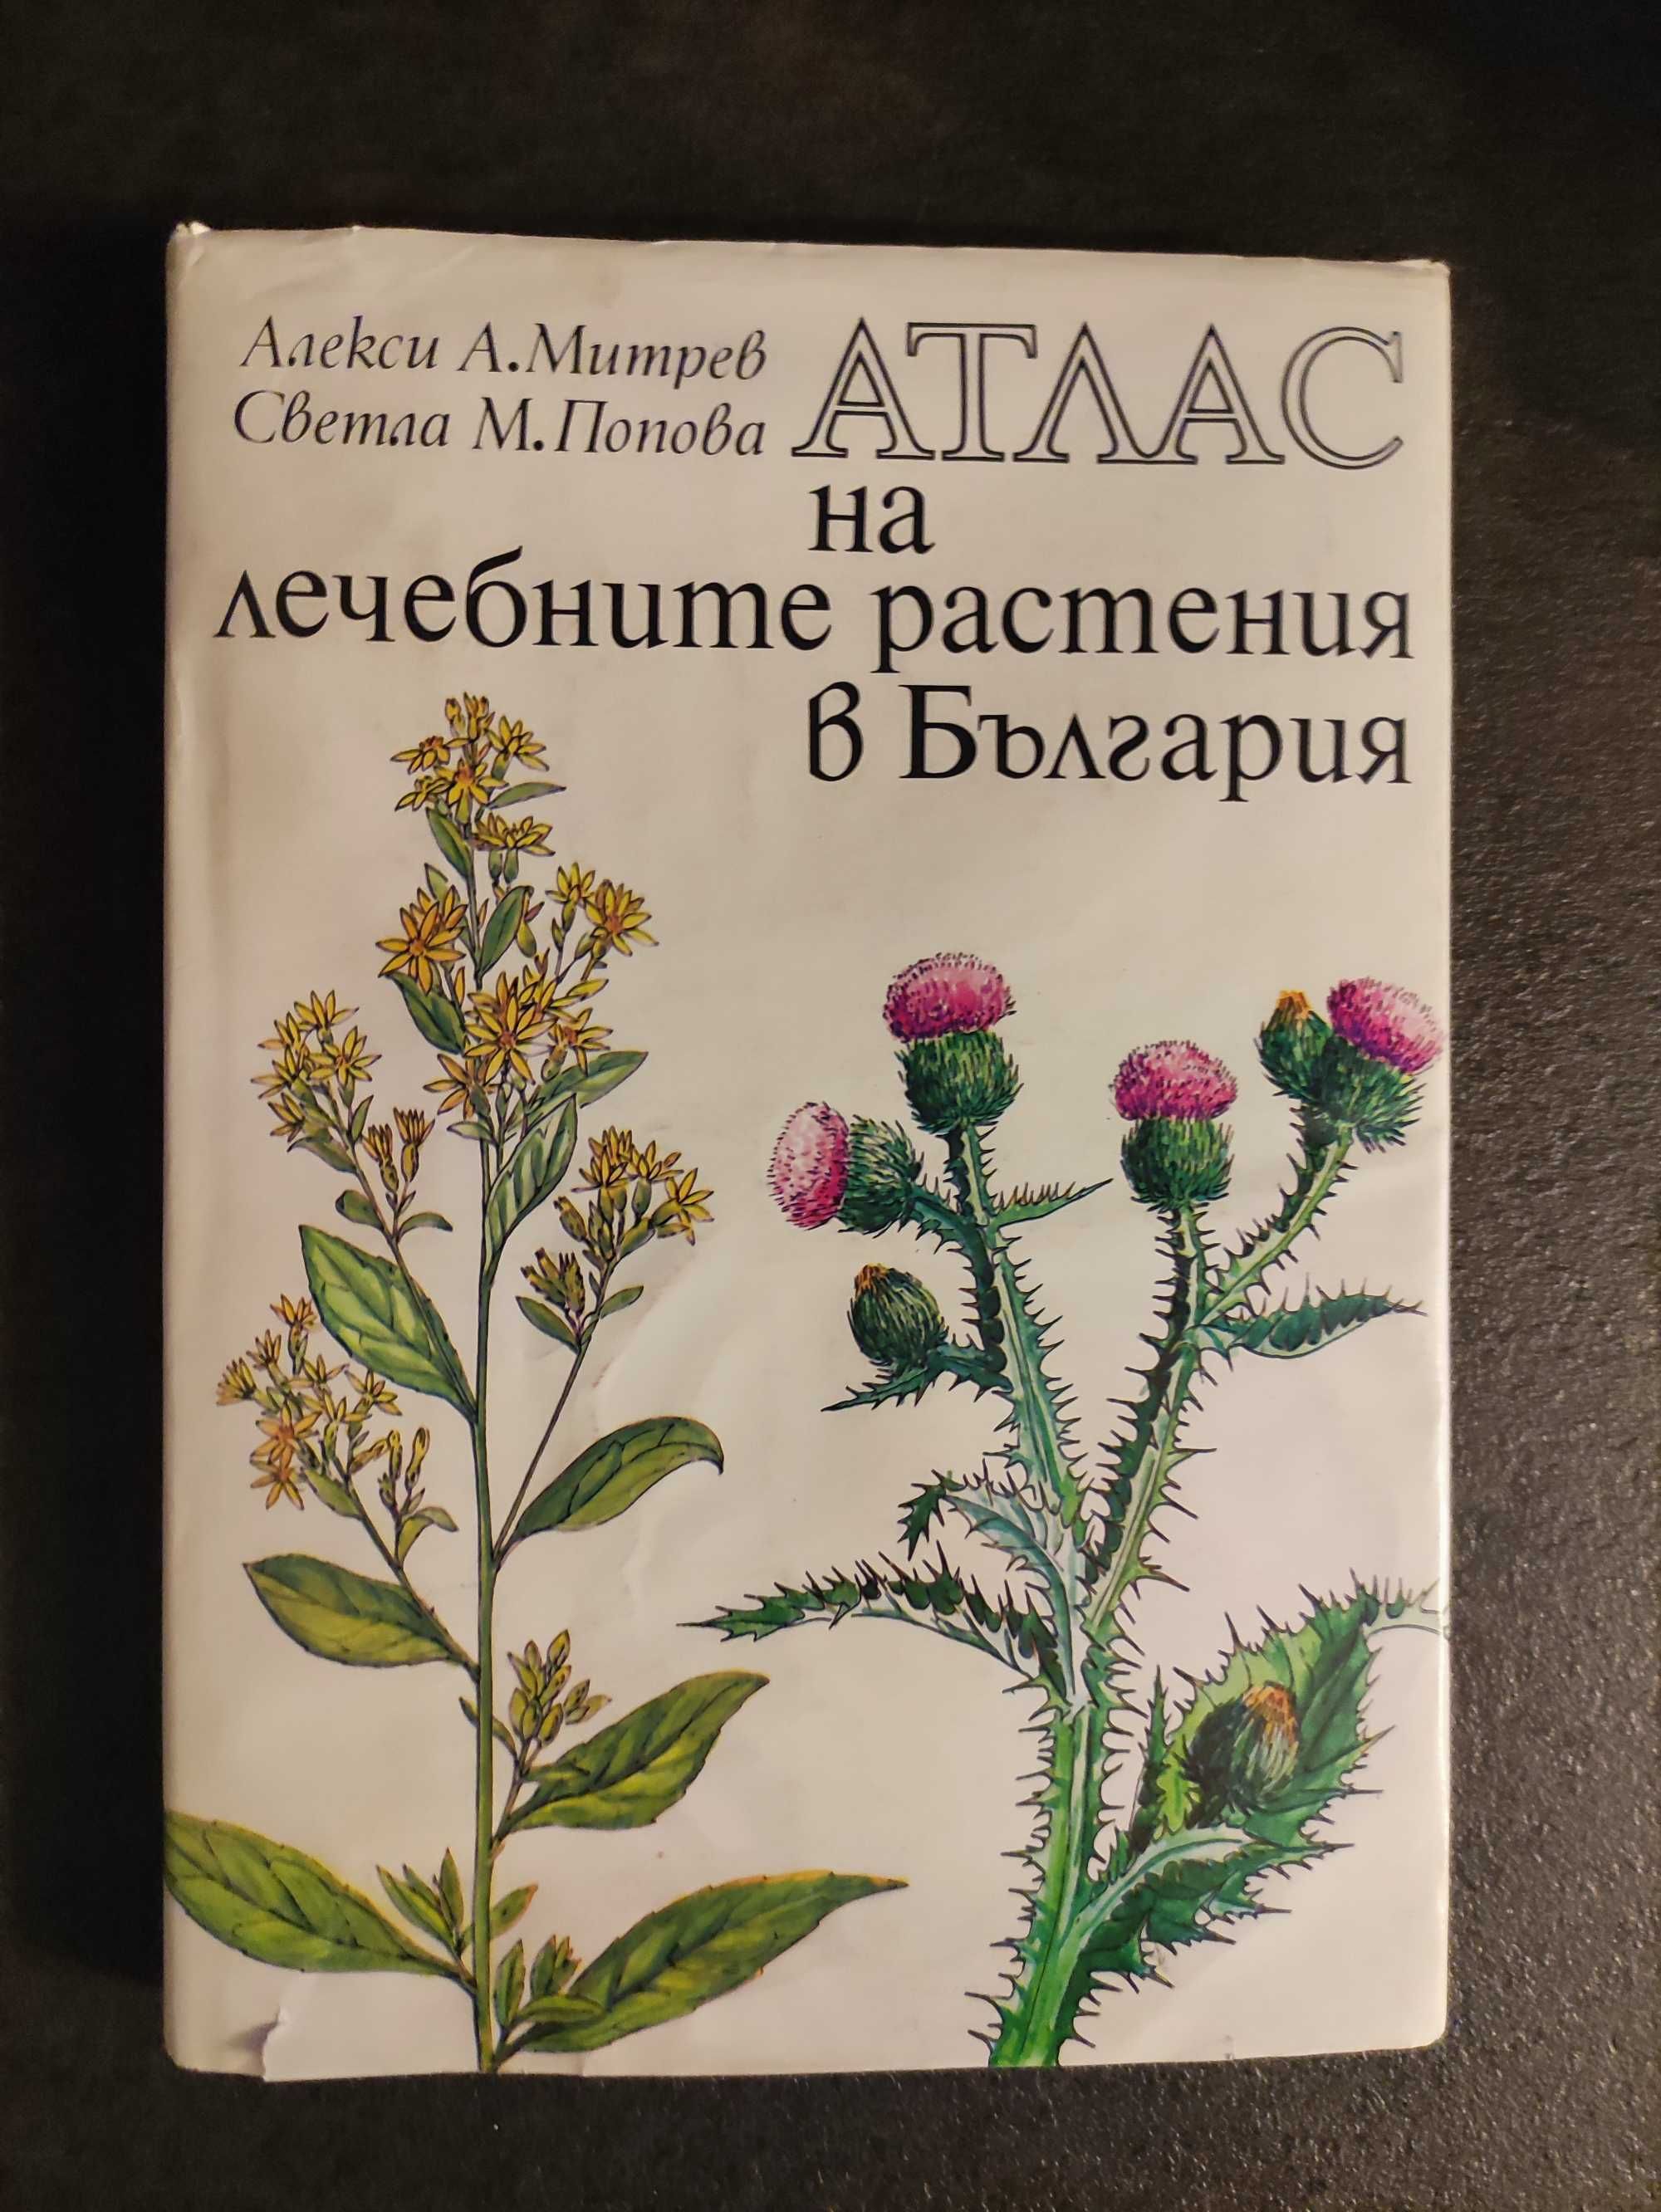 Алекси А. Митрев
Светла М. Попова
АТЛАС
на
лечебните растения
в България